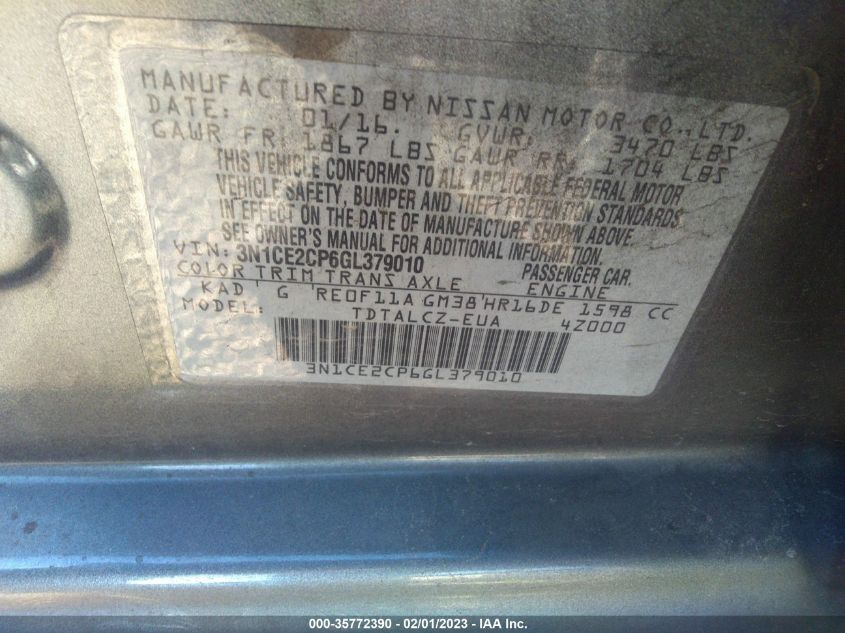 MANUFACTURED BY NISSAN MOTOR CO., LTD.
DATE: 01/16. GVWR: 3470 LBS
GAWR FR: 1867 LBS GAWR RR: 1704 LBS
THIS VEHICLE CONFORMS TO ALL APPLICABLE FEDERAL MOTOR
VEHICLE SAFETY, BUMPER AND THEFT PREVENTION STANDARDS
IN EFFECT ON THE DATE OF MANUFACTURE SHOWN ABOVE.
SEE OWNER'S MANUAL FOR ADDITIONAL INFORMATION.
VIN: 3N1CE2CP6GL379010 PASSENGER CAR.
COLOR TRIM TRANS AXLE ENGINE
KAD G RE0F11A GM38 HR16DE 1598 CC
MODEL: TDTALCZ-EUA 4Z000
3N1CE2CP6GL379010
000-35772390 - 02/01/2023 - IAA Inc.